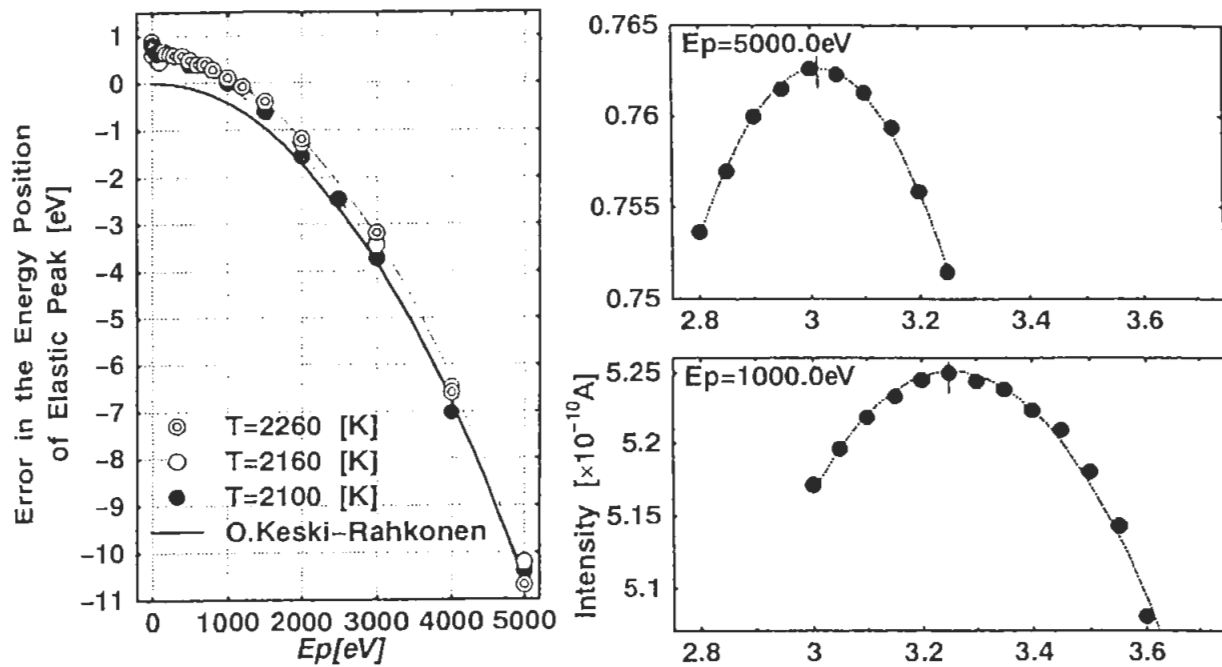 Error in the Energy Position
of Elastic Peak [eV]
1
0
-1
-2
-3
-4
-5
-6
-7
-8
-9
-10
-11
T=2260 [K]
T=2160 [K]
T=2100 [K]
O.Keski-Rahkonen
0 1000 2000 3000 4000 5000
Ep[eV]
0.765
0.76
0.755
0.75
Ep=5000.0eV
2.8 3 3.2 3.4 3.6
Intensity [×10⁻¹⁰A]
5.25
5.2
5.15
5.1
Ep=1000.0eV
2.8 3 3.2 3.4 3.6